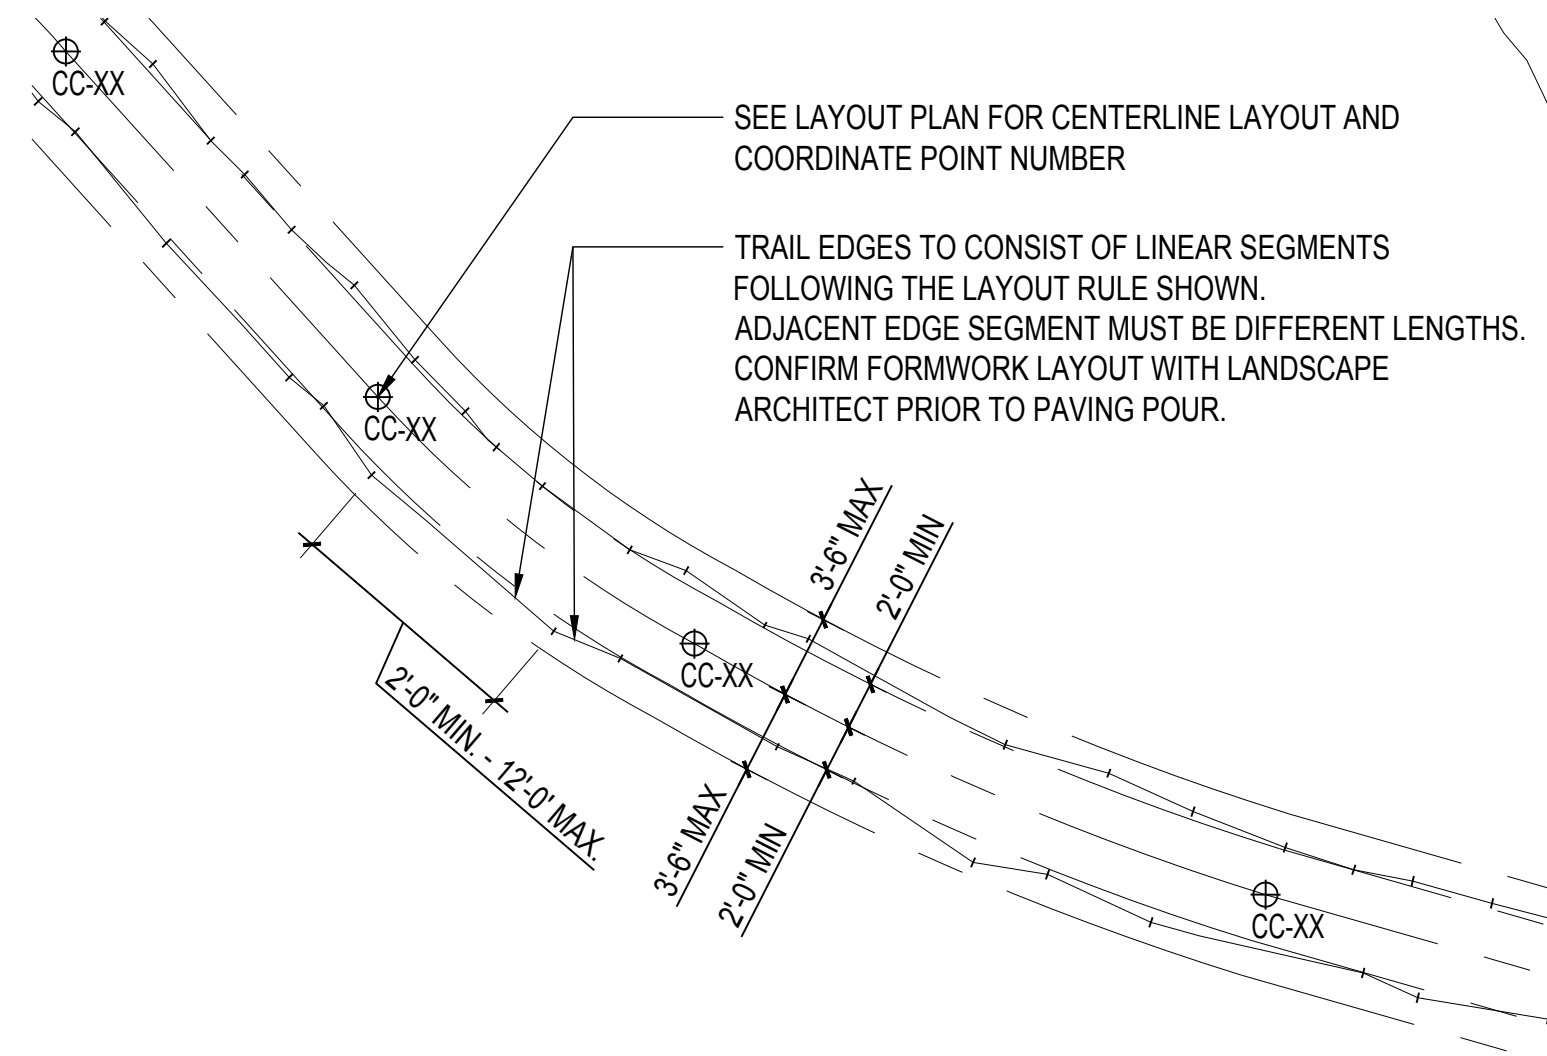 CC-XX
SEE LAYOUT PLAN FOR CENTERLINE LAYOUT AND
COORDINATE POINT NUMBER
TRAIL EDGES TO CONSIST OF LINEAR SEGMENTS
FOLLOWING THE LAYOUT RULE SHOWN.
ADJACENT EDGE SEGMENT MUST BE DIFFERENT LENGTHS.
CONFIRM FORMWORK LAYOUT WITH LANDSCAPE
ARCHITECT PRIOR TO PAVING POUR.
CC-XX
3'-6" MAX
2'-0" MIN
CC-XX
2'-0" MIN. - 12'-0' MAX.
3'-6" MAX
2'-0" MIN
CC-XX